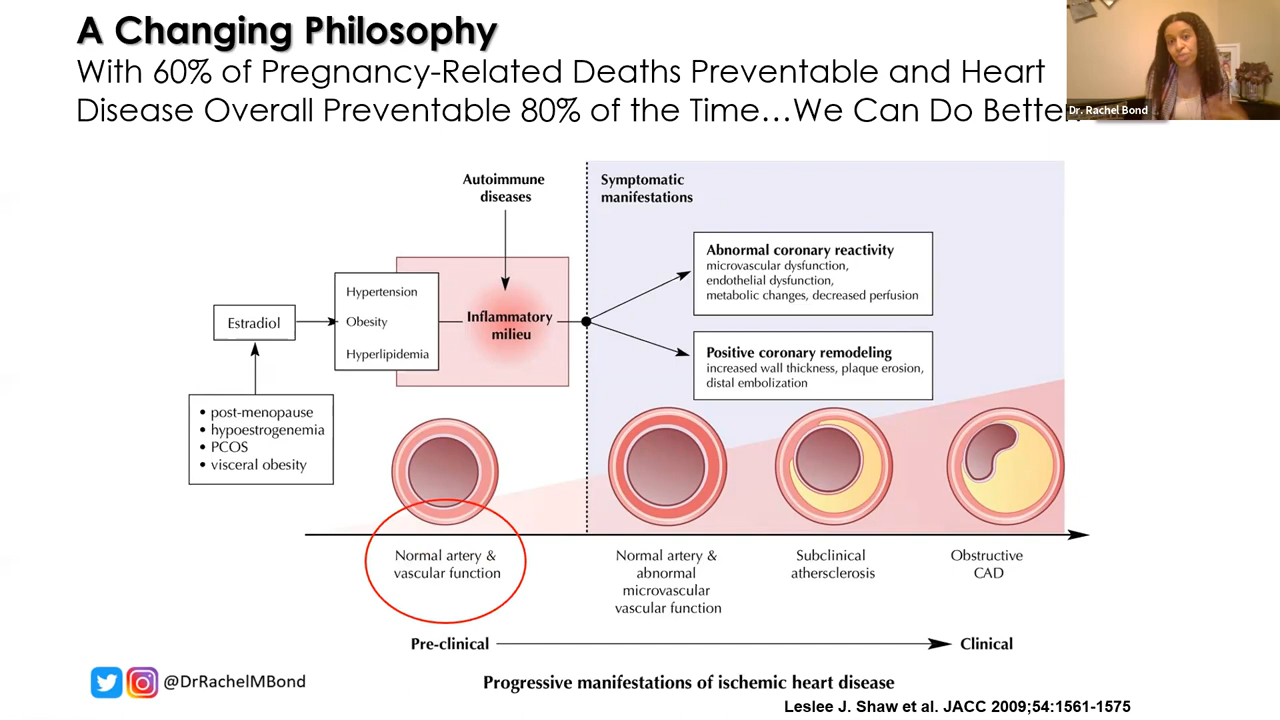 A Changing Philosophy
With 60% of Pregnancy-Related Deaths Preventable and Heart
Disease Overall Preventable 80% of the Time…We Can Do Better
Dr. Rachel Bond
Autoimmune
diseases
Symptomatic
manifestations
Abnormal coronary reactivity
microvascular dysfunction,
endothelial dysfunction,
metabolic changes, decreased perfusion
Hypertension
Obesity
Hyperlipidemia
Estradiol
Inflammatory
milieu
Positive coronary remodeling
increased wall thickness, plaque erosion,
distal embolization
• post-menopause
• hypoestrogenemia
• PCOS
• visceral obesity
Normal artery &
vascular function
Normal artery &
abnormal
microvascular
vascular function
Subclinical
athersclerosis
Obstructive
CAD
Pre-clinical
Clinical
@DrRachelMBond
Progressive manifestations of ischemic heart disease
Leslee J. Shaw et al. JACC 2009;54:1561-1575